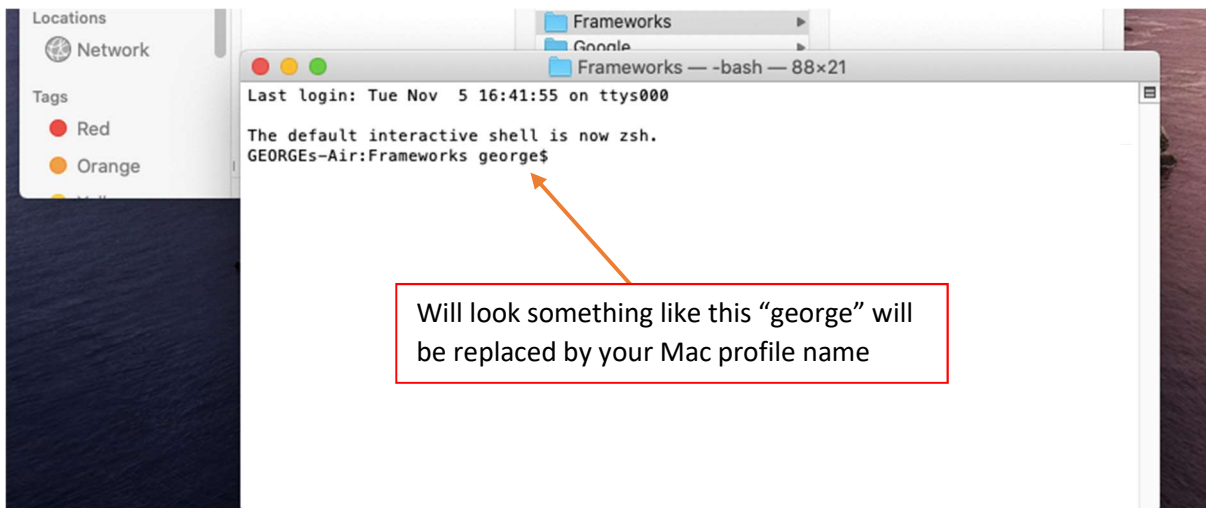 Locations
Network
Tags
Red
Orange
Frameworks
Google
Frameworks — -bash — 88×21
Last login: Tue Nov  5 16:41:55 on ttys000
The default interactive shell is now zsh.
GEORGEs-Air:Frameworks george$
Will look something like this “george” will
be replaced by your Mac profile name